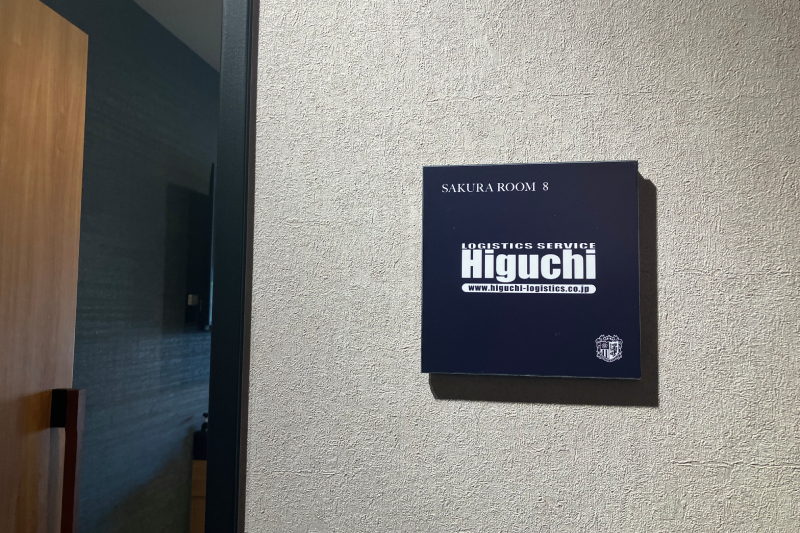 SAKURA ROOM 8
LOGISTICS SERVICE
Higuchi
www.higuchi-logistics.co.jp